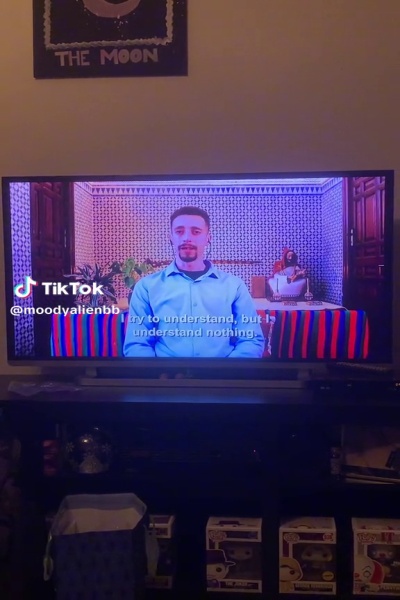 THE MOON
TikTok
@moodyalienbb
I try to understand, but I
understand nothing.